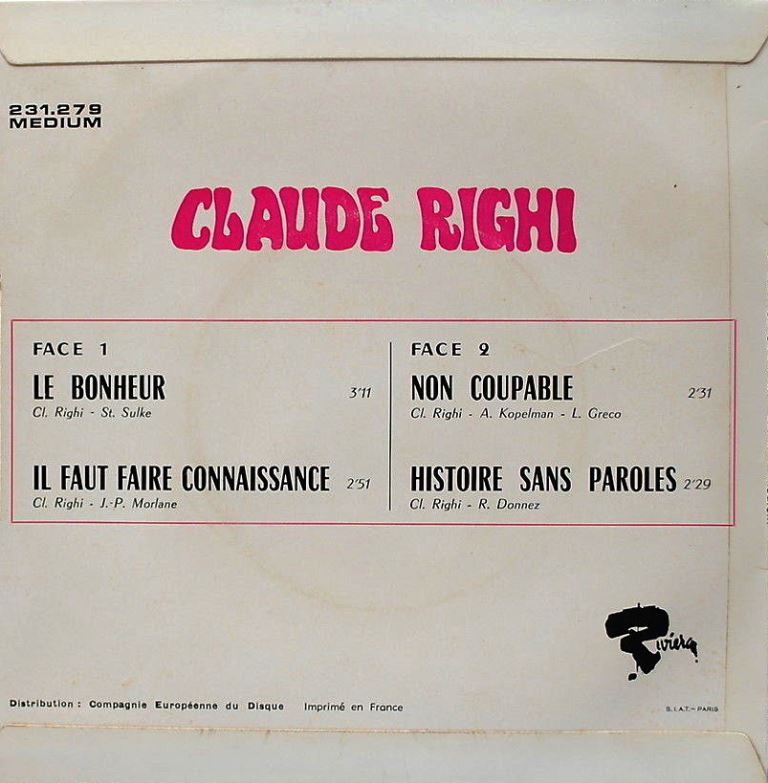 231.279
MEDIUM
CLAUDE RIGHI
FACE 1
LE BONHEUR 3'11
Cl. Righi - St. Sulke
IL FAUT FAIRE CONNAISSANCE 2'51
Cl. Righi - J.-P. Morlane
FACE 2
NON COUPABLE 2'31
Cl. Righi - A. Kopelman - L. Greco
HISTOIRE SANS PAROLES 2'29
Cl. Righi - R. Donnez
Riviera
Distribution : Compagnie Européenne du Disque Imprimé en France
S.I.A.T. - PARIS